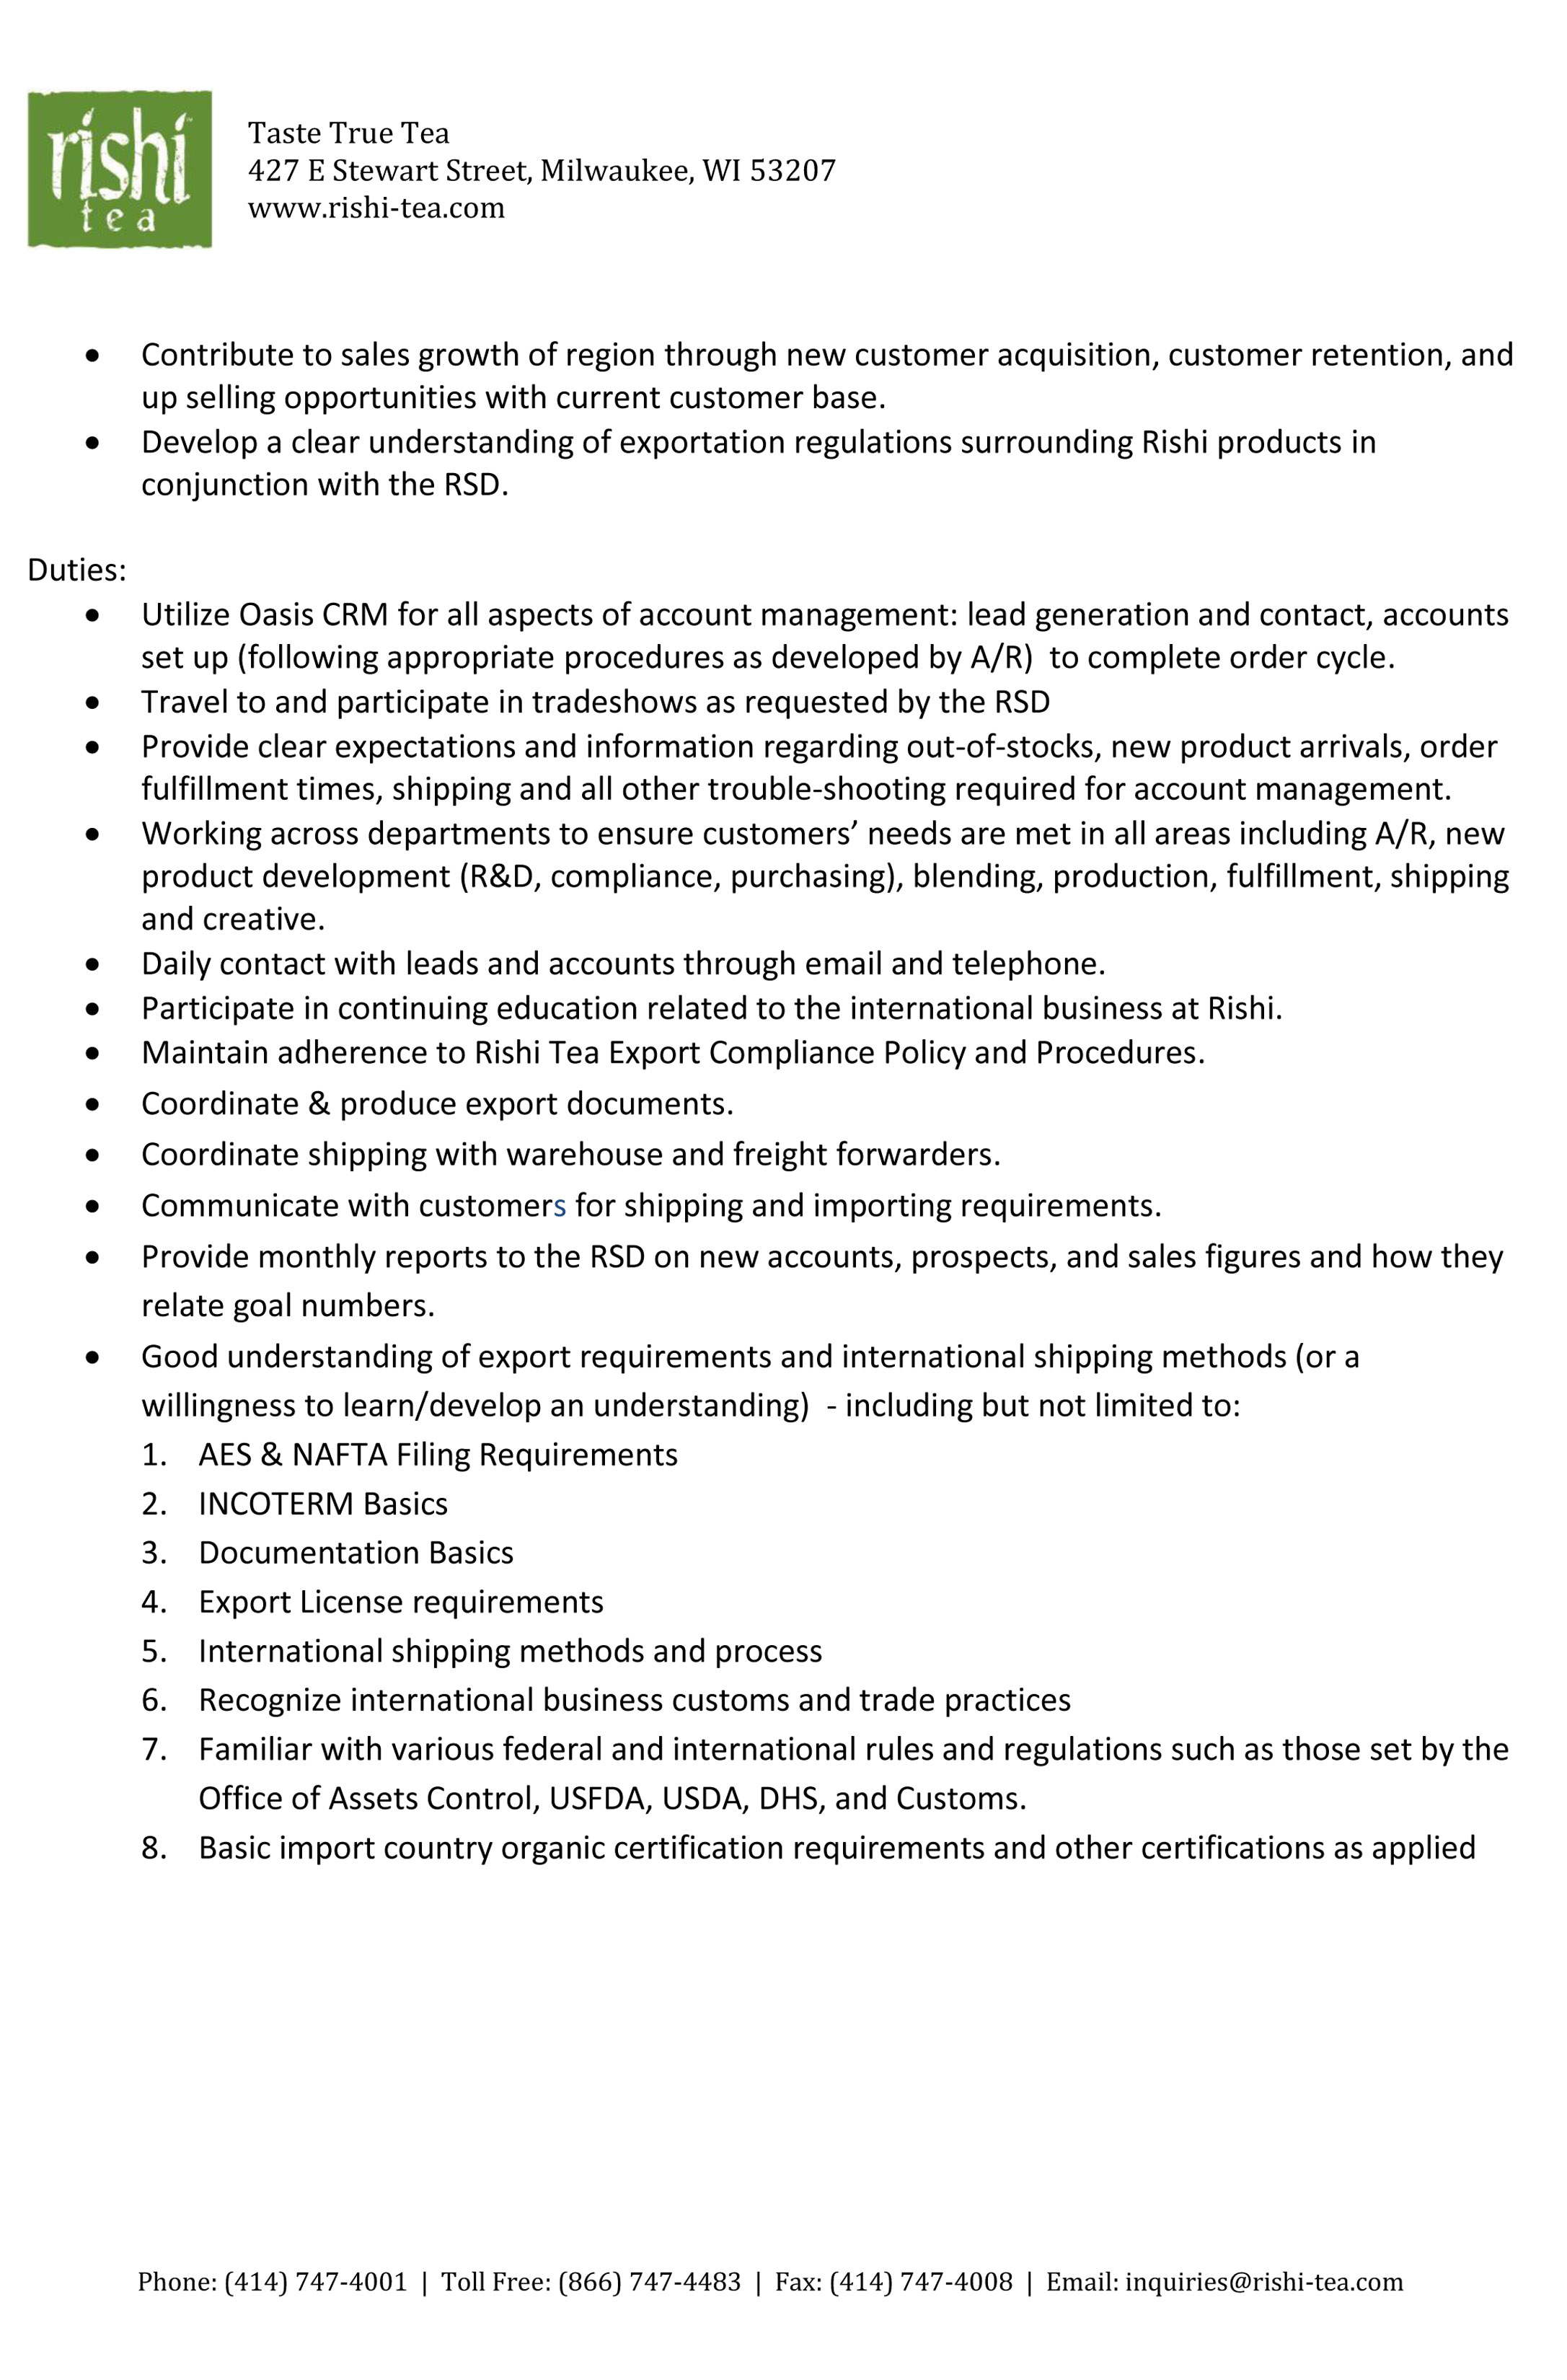 rishi
tea
Taste True Tea
427 E Stewart Street, Milwaukee, WI 53207
www.rishi-tea.com
• Contribute to sales growth of region through new customer acquisition, customer retention, and
up selling opportunities with current customer base.
• Develop a clear understanding of exportation regulations surrounding Rishi products in
conjunction with the RSD.
Duties:
• Utilize Oasis CRM for all aspects of account management: lead generation and contact, accounts
set up (following appropriate procedures as developed by A/R)  to complete order cycle.
• Travel to and participate in tradeshows as requested by the RSD
• Provide clear expectations and information regarding out-of-stocks, new product arrivals, order
fulfillment times, shipping and all other trouble-shooting required for account management.
• Working across departments to ensure customers’ needs are met in all areas including A/R, new
product development (R&D, compliance, purchasing), blending, production, fulfillment, shipping
and creative.
• Daily contact with leads and accounts through email and telephone.
• Participate in continuing education related to the international business at Rishi.
• Maintain adherence to Rishi Tea Export Compliance Policy and Procedures.
• Coordinate & produce export documents.
• Coordinate shipping with warehouse and freight forwarders.
• Communicate with customers for shipping and importing requirements.
• Provide monthly reports to the RSD on new accounts, prospects, and sales figures and how they
relate goal numbers.
• Good understanding of export requirements and international shipping methods (or a
willingness to learn/develop an understanding)  - including but not limited to:
1. AES & NAFTA Filing Requirements
2. INCOTERM Basics
3. Documentation Basics
4. Export License requirements
5. International shipping methods and process
6. Recognize international business customs and trade practices
7. Familiar with various federal and international rules and regulations such as those set by the
Office of Assets Control, USFDA, USDA, DHS, and Customs.
8. Basic import country organic certification requirements and other certifications as applied
Phone: (414) 747-4001 | Toll Free: (866) 747-4483 | Fax: (414) 747-4008 | Email: inquiries@rishi-tea.com